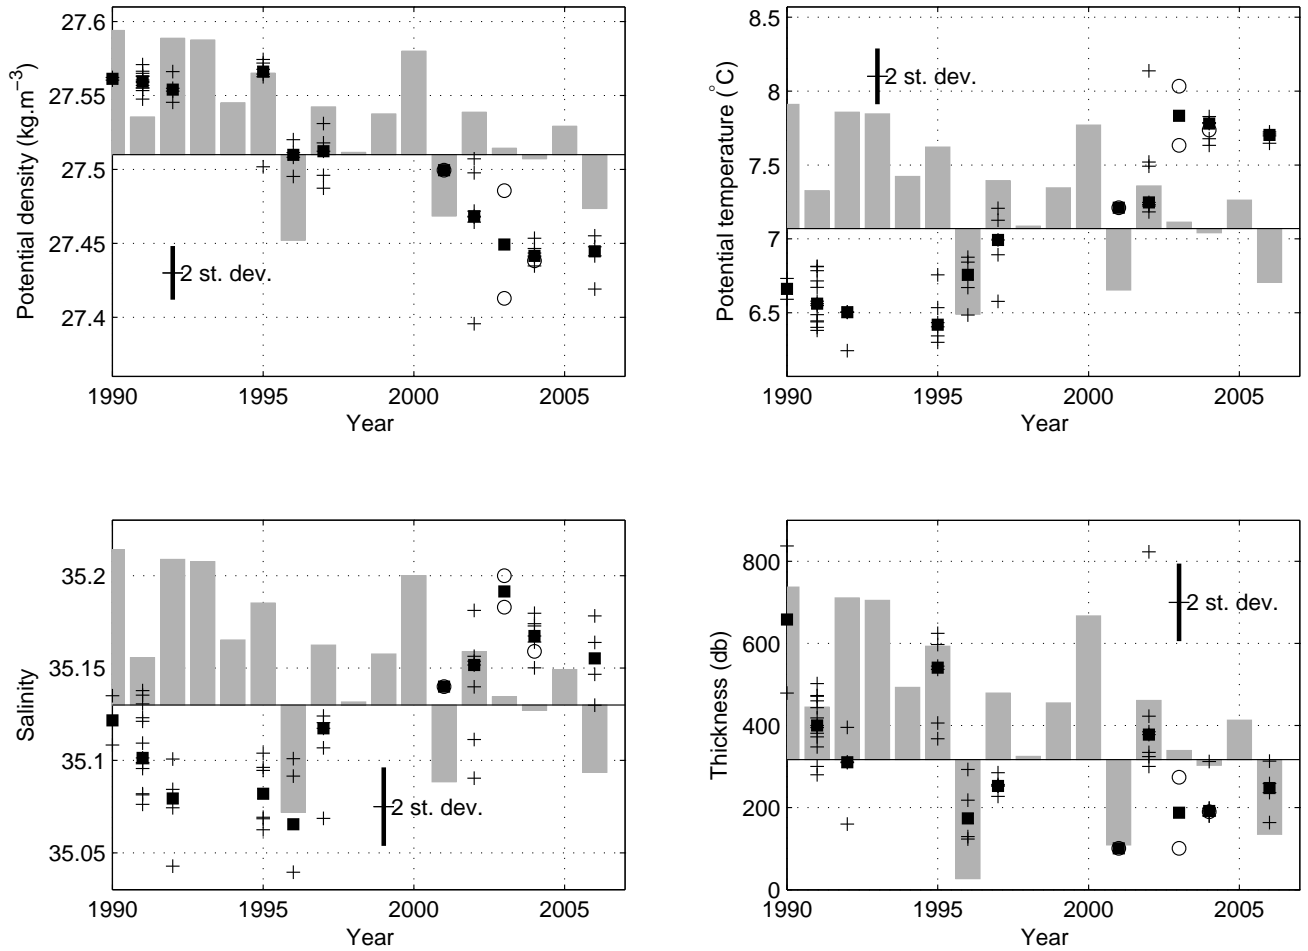 27.6
27.55
27.5
27.45
27.4
Potential density (kg.m−3)
2 st. dev.
1990 1995 2000 2005
Year
8.5
8
7.5
7
6.5
Potential temperature (°C)
2 st. dev.
1990 1995 2000 2005
Year
35.2
35.15
35.1
35.05
Salinity
2 st. dev.
1990 1995 2000 2005
Year
800
600
400
200
0
Thickness (db)
2 st. dev.
1990 1995 2000 2005
Year